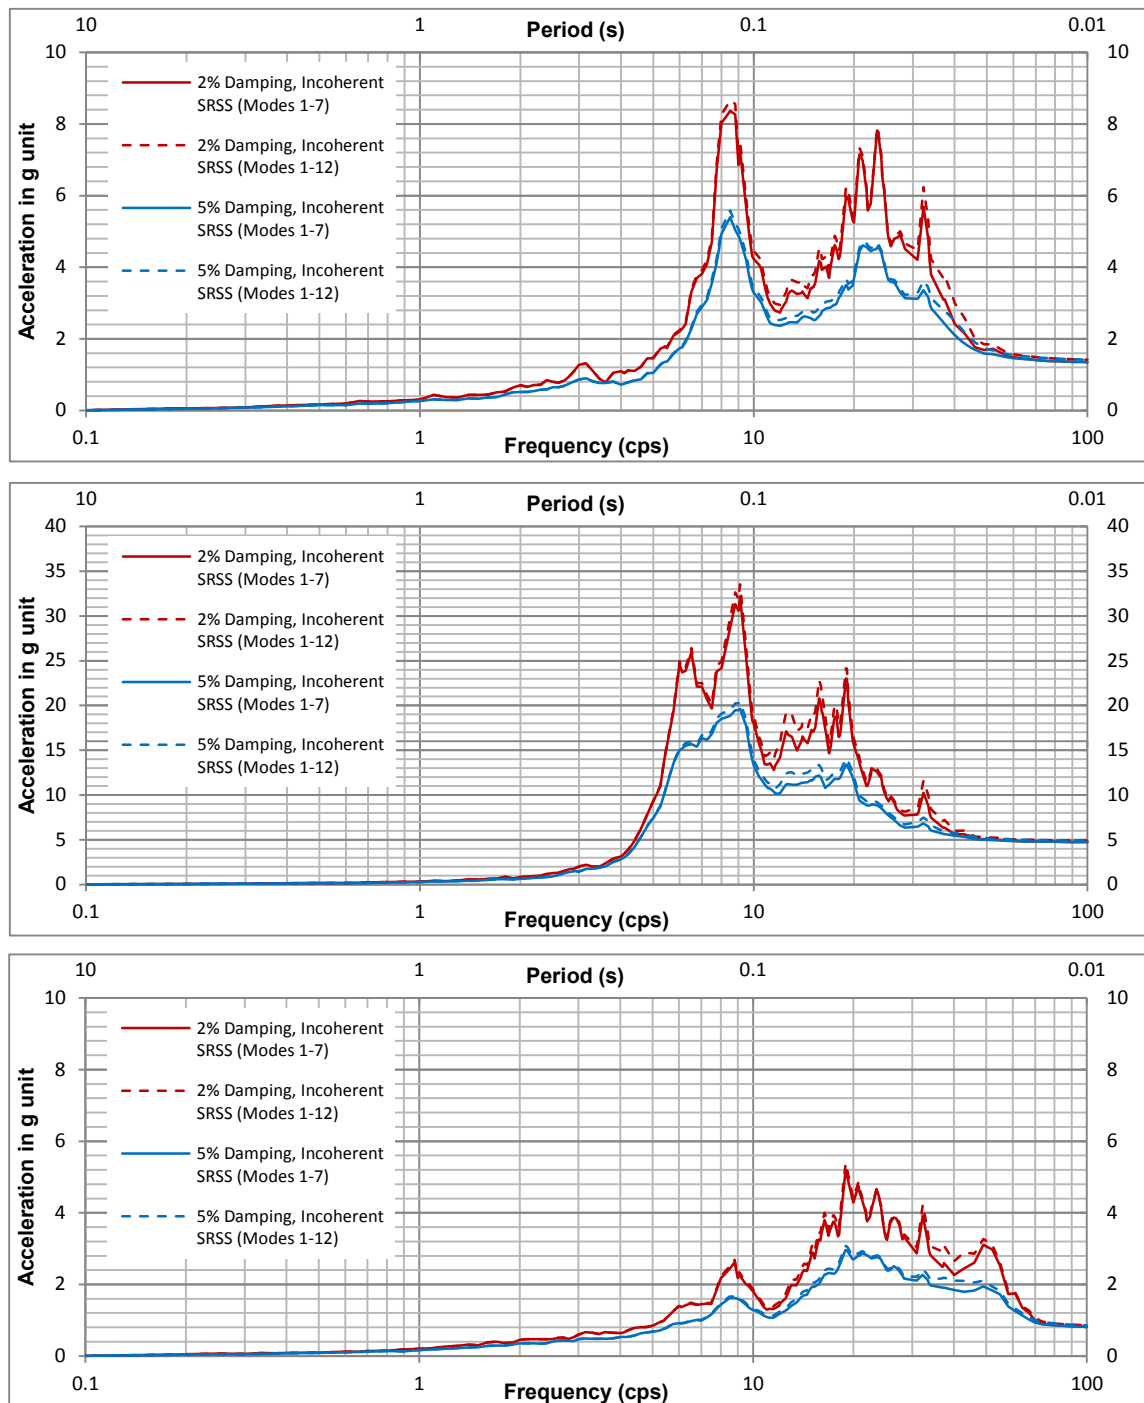 10 1 Period (s) 0.1 0.01
10 10
2% Damping, Incoherent
SRSS (Modes 1-7)
8 8
2% Damping, Incoherent
SRSS (Modes 1-12)
6 6
5% Damping, Incoherent
SRSS (Modes 1-7)
4 4
5% Damping, Incoherent
SRSS (Modes 1-12)
2 2
0 0
Acceleration in g unit
0.1 1 10 100
Frequency (cps)
10 1 Period (s) 0.1 0.01
40 40
2% Damping, Incoherent
SRSS (Modes 1-7)
35 35
30 30
2% Damping, Incoherent
SRSS (Modes 1-12)
25 25
5% Damping, Incoherent
SRSS (Modes 1-7)
20 20
15 15
5% Damping, Incoherent
SRSS (Modes 1-12)
10 10
5 5
0 0
Acceleration in g unit
0.1 1 10 100
Frequency (cps)
10 1 Period (s) 0.1 0.01
10 10
2% Damping, Incoherent
SRSS (Modes 1-7)
8 8
2% Damping, Incoherent
SRSS (Modes 1-12)
6 6
5% Damping, Incoherent
SRSS (Modes 1-7)
4 4
5% Damping, Incoherent
SRSS (Modes 1-12)
2 2
0 0
Acceleration in g unit
0.1 1 10 100
Frequency (cps)